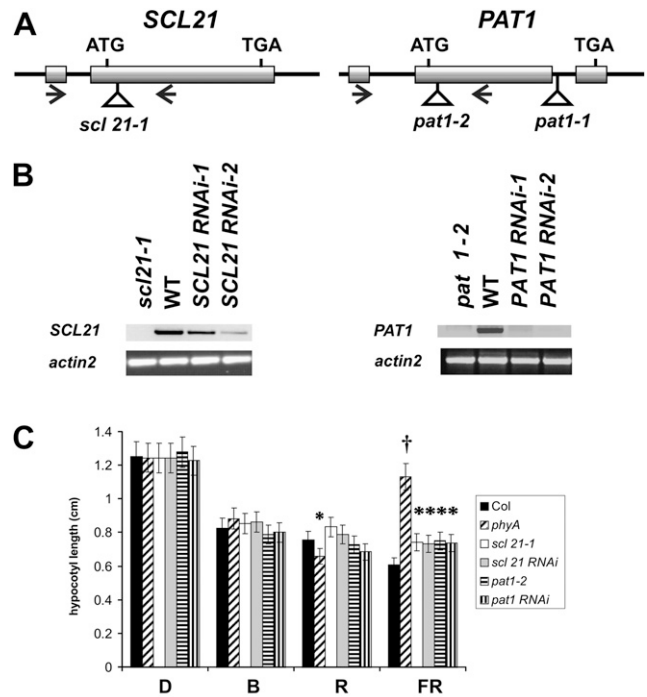 A
SCL21
PAT1
ATG
TGA
ATG
TGA
scl 21-1
pat1-2
pat1-1
B
scl21-1
WT
SCL21 RNAi-1
SCL21 RNAi-2
pat 1-2
WT
PAT1 RNAi-1
PAT1 RNAi-2
SCL21
PAT1
actin2
actin2
C
hypocotyl length (cm)
1.4
1.2
1
0.8
0.6
0.4
0.2
0
*
†
****
Col
phyA
scl 21-1
scl 21 RNAi
pat1-2
pat1 RNAi
D
B
R
FR